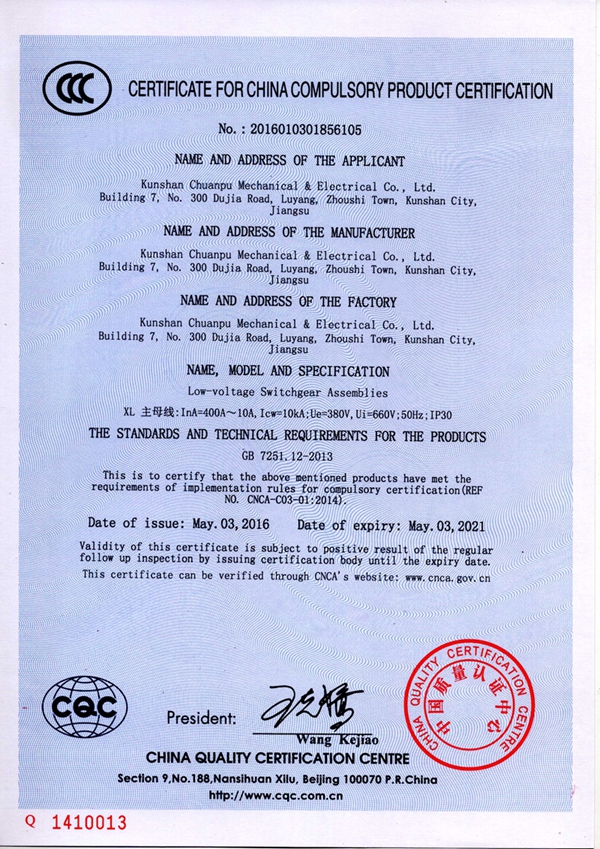 CCC
CERTIFICATE FOR CHINA COMPULSORY PRODUCT CERTIFICATION
No.: 2016010301856105
NAME AND ADDRESS OF THE APPLICANT
Kunshan Chuanpu Mechanical & Electrical Co., Ltd.
Building 7, No. 300 Dujia Road, Luyang, Zhoushi Town, Kunshan City,
Jiangsu
NAME AND ADDRESS OF THE MANUFACTURER
Kunshan Chuanpu Mechanical & Electrical Co., Ltd.
Building 7, No. 300 Dujia Road, Luyang, Zhoushi Town, Kunshan City,
Jiangsu
NAME AND ADDRESS OF THE FACTORY
Kunshan Chuanpu Mechanical & Electrical Co., Ltd.
Building 7, No. 300 Dujia Road, Luyang, Zhoushi Town, Kunshan City,
Jiangsu
NAME, MODEL AND SPECIFICATION
Low-voltage Switchgear Assemblies
XL 主母线:InA=400A~10A,Icw=10kA;Ue=380V,Ui=660V;50Hz;IP30
THE STANDARDS AND TECHNICAL REQUIREMENTS FOR THE PRODUCTS
GB 7251.12-2013
This is to certify that the above mentioned products have met the
requirements of implementation rules for compulsory certification(REF
NO. CNCA-C03-01:2014).
Date of issue: May.03,2016 Date of expiry: May.03,2021
Validity of this certificate is subject to positive result of the regular
follow up inspection by issuing certification body until the expiry date.
This certificate can be verified through CNCA's website: www.cnca.gov.cn
CQC
President:
王克娇
Wang Kejiao
CHINA QUALITY CERTIFICATION CENTRE
中国质量认证中心
CHINA QUALITY CERTIFICATION CENTRE
Section 9,No.188,Nansihuan Xilu, Beijing 100070 P.R.China
http://www.cqc.com.cn
Q 1410013